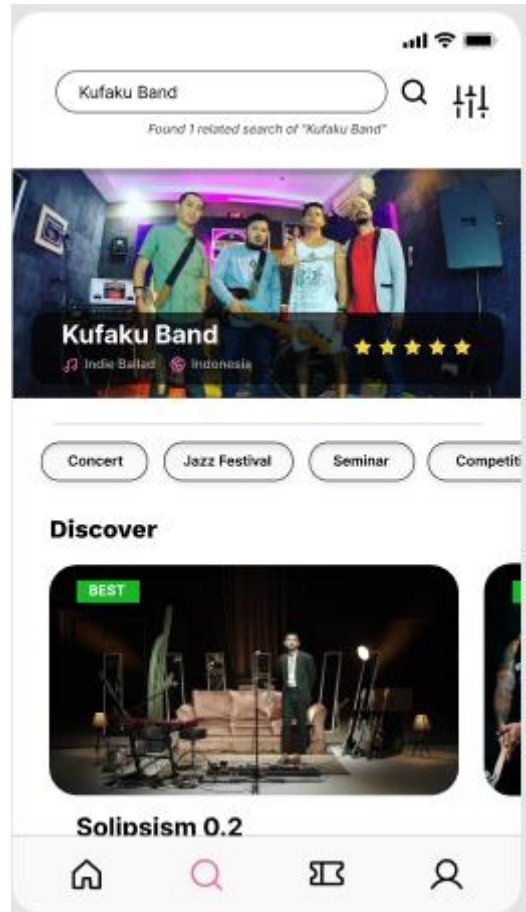 Kufaku Band
Found 1 related search of "Kufaku Band"
Kufaku Band
Indie Ballad Indonesia
Concert Jazz Festival Seminar Competiti
Discover
BEST
Solipsism 0.2